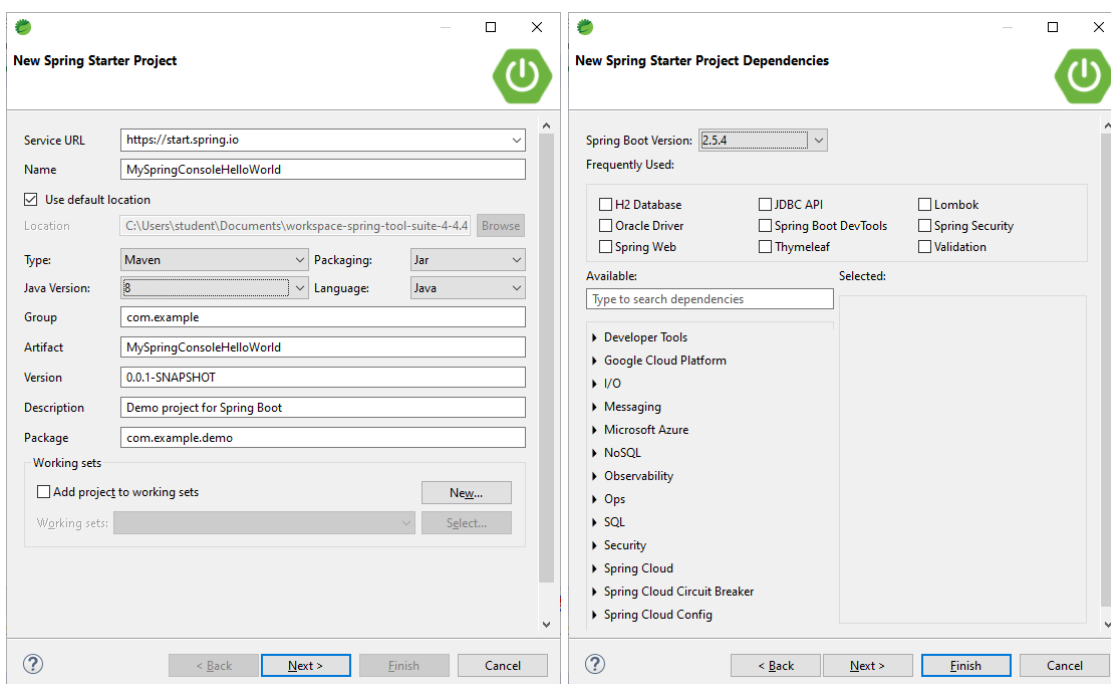 New Spring Starter Project
Service URL https://start.spring.io
Name MySpringConsoleHelloWorld
Use default location
Location C:\Users\student\Documents\workspace-spring-tool-suite-4-4.4 Browse
Type: Maven Packaging: Jar
Java Version: 8 Language: Java
Group com.example
Artifact MySpringConsoleHelloWorld
Version 0.0.1-SNAPSHOT
Description Demo project for Spring Boot
Package com.example.demo
Working sets
Add project to working sets New...
Working sets: Select...
? < Back Next > Finish Cancel
New Spring Starter Project Dependencies
Spring Boot Version: 2.5.4
Frequently Used:
H2 Database JDBC API Lombok
Oracle Driver Spring Boot DevTools Spring Security
Spring Web Thymeleaf Validation
Available: Selected:
Type to search dependencies
Developer Tools
Google Cloud Platform
I/O
Messaging
Microsoft Azure
NoSQL
Observability
Ops
SQL
Security
Spring Cloud
Spring Cloud Circuit Breaker
Spring Cloud Config
? < Back Next > Finish Cancel